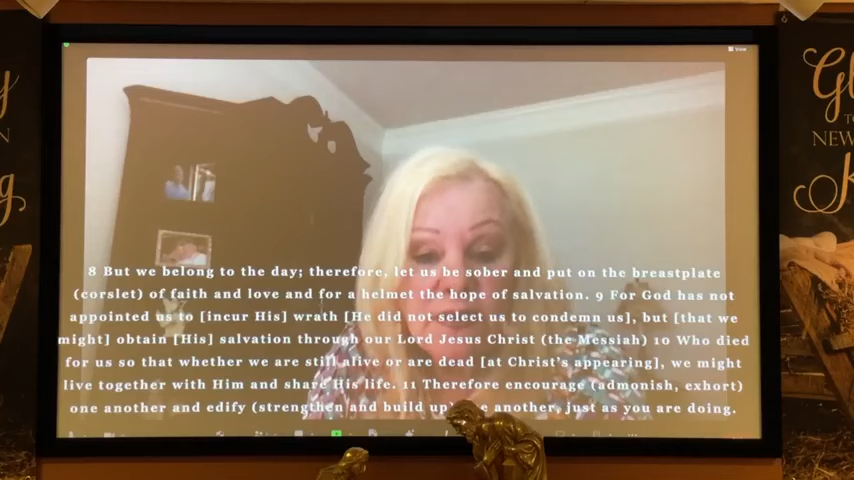 View
8 But we belong to the day; therefore, let us be sober and put on the breastplate
(corslet) of faith and love and for a helmet the hope of salvation. 9 For God has not
appointed us to [incur His] wrath [He did not select us to condemn us], but [that we
might] obtain [His] salvation through our Lord Jesus Christ (the Messiah) 10 Who died
for us so that whether we are still alive or are dead [at Christ's appearing], we might
live together with Him and share His life. 11 Therefore encourage (admonish, exhort)
one another and edify (strengthen and build up) one another, just as you are doing.
TO
NEW